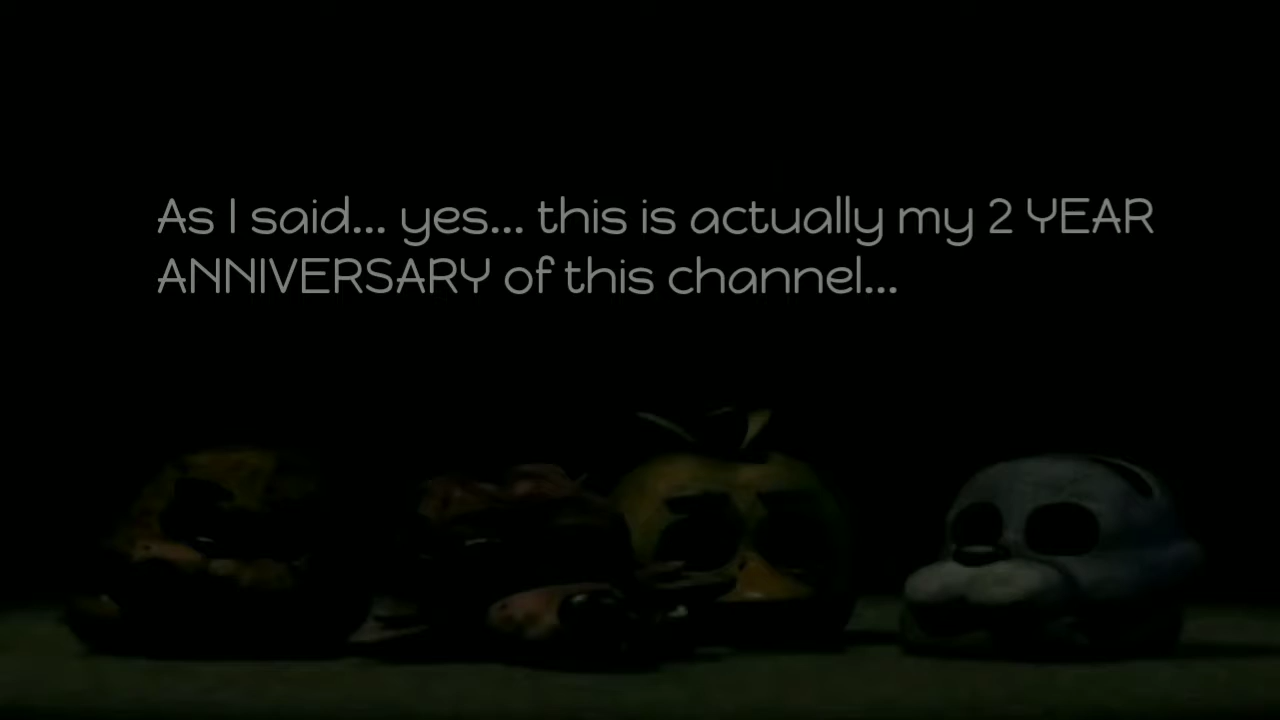 As I said... yes... this is actually my 2 YEAR
ANNIVERSARY of this channel...